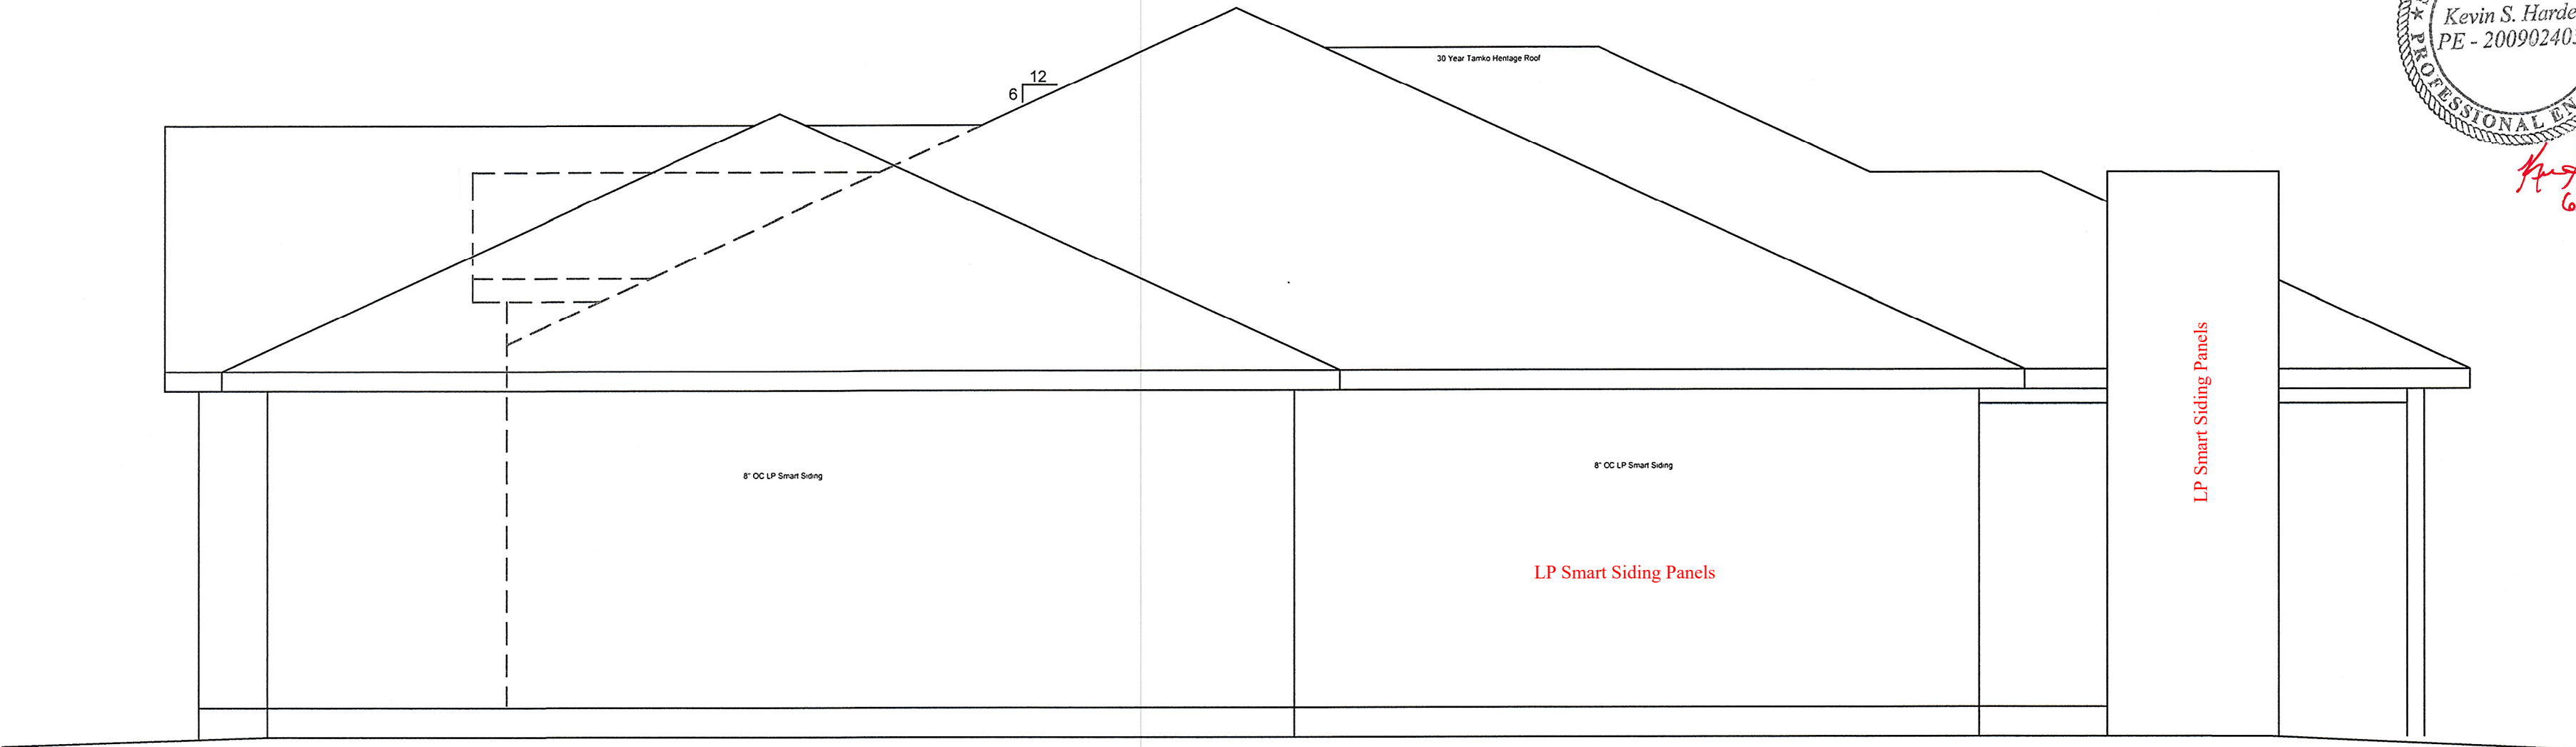 Kevin S. Harde
PE - 20090240
PROFESSIONAL EN
30 Year Tamko Heritage Roof
12
6
8" OC LP Smart Siding
8" OC LP Smart Siding
LP Smart Siding Panels
LP Smart Siding Panels